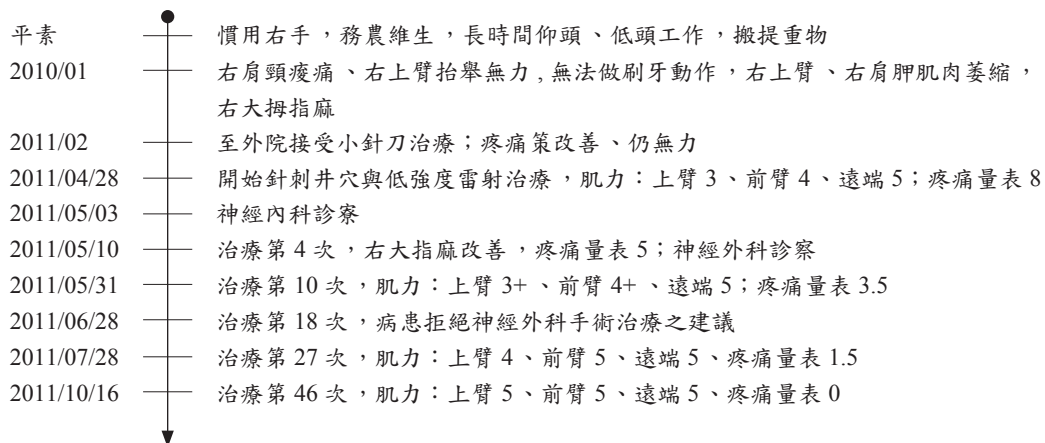 平素 慣用右手，務農維生，長時間仰頭、低頭工作，搬提重物
2010/01 右肩頸痠痛、右上臂抬舉無力，無法做刷牙動作，右上臂、右肩胛肌肉萎縮，
右大拇指麻
2011/02 至外院接受小針刀治療；疼痛策改善、仍無力
2011/04/28 開始針刺井穴與低強度雷射治療，肌力：上臂 3、前臂 4、遠端 5；疼痛量表 8
2011/05/03 神經內科診察
2011/05/10 治療第 4 次，右大指麻改善，疼痛量表 5；神經外科診察
2011/05/31 治療第 10 次，肌力：上臂 3+、前臂 4+、遠端 5；疼痛量表 3.5
2011/06/28 治療第 18 次，病患拒絕神經外科手術治療之建議
2011/07/28 治療第 27 次，肌力：上臂 4、前臂 5、遠端 5、疼痛量表 1.5
2011/10/16 治療第 46 次，肌力：上臂 5、前臂 5、遠端 5、疼痛量表 0